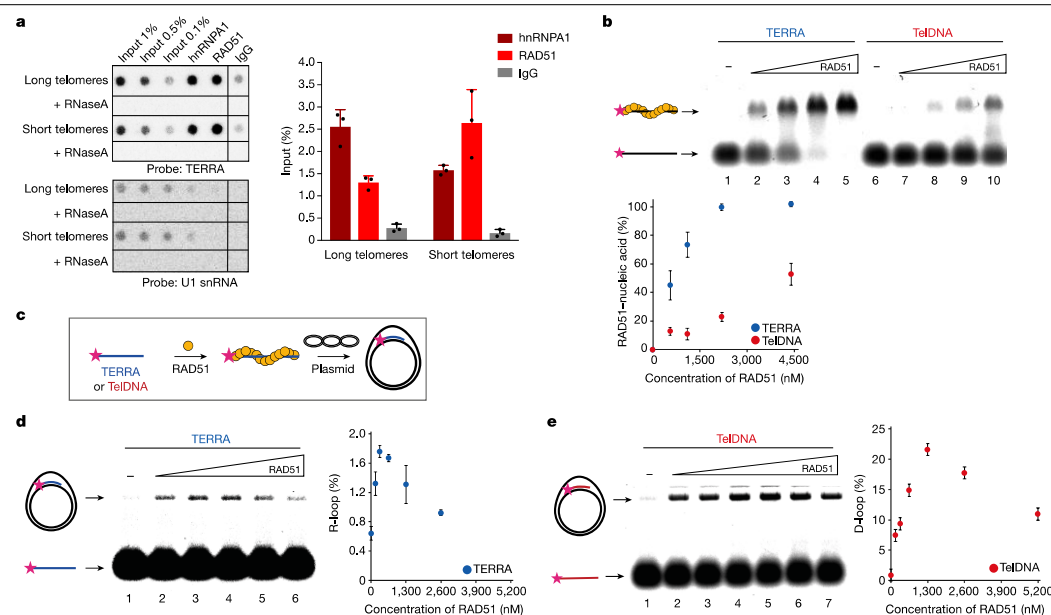 a
Input 1%
Input 0.5%
Input 0.1%
hnRNPA1
RAD51
IgG
Long telomeres
+ RNaseA
Short telomeres
+ RNaseA
Probe: TERRA
Long telomeres
+ RNaseA
Short telomeres
+ RNaseA
Probe: U1 snRNA
hnRNPA1
RAD51
IgG
Input (%)
4.5
4.0
3.5
3.0
2.5
2.0
1.5
1.0
0.5
0
Long telomeres
Short telomeres
b
TERRA
TelDNA
–
RAD51
–
RAD51
1 2 3 4 5 6 7 8 9 10
RAD51–nucleic acid (%)
100
80
60
40
20
0
TERRA
TelDNA
0 1,500 3,000 4,500
Concentration of RAD51 (nM)
c
TERRA
or TelDNA
RAD51
Plasmid
d
TERRA
–
RAD51
1 2 3 4 5 6
R-loop (%)
2.0
1.6
1.2
0.8
0.4
0
TERRA
0 1,300 2,600 3,900 5,200
Concentration of RAD51 (nM)
e
TelDNA
–
RAD51
1 2 3 4 5 6 7
D-loop (%)
25
20
15
10
5
0
TelDNA
0 1,300 2,600 3,900 5,200
Concentration of RAD51 (nM)